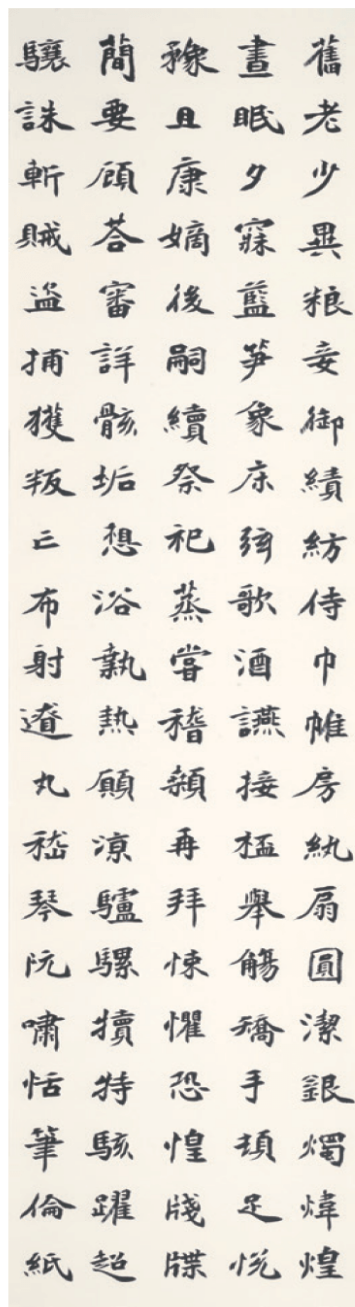 舊老少異粮妾御績紡侍巾帷房紈扇圓潔銀燭煒煌
晝眠夕寐藍笋象床弦歌酒讌接桮舉觴矯手頓足悅
豫且康嫡後嗣續祭祀蒸嘗稽顙再拜悚懼恐惶牋牒
簡要顧荅審詳骸垢想浴執熱願涼驢騾犢特駭躍超
驤誅斬賊盜捕獲叛亡布射遼丸嵇琴阮嘯恬筆倫紙